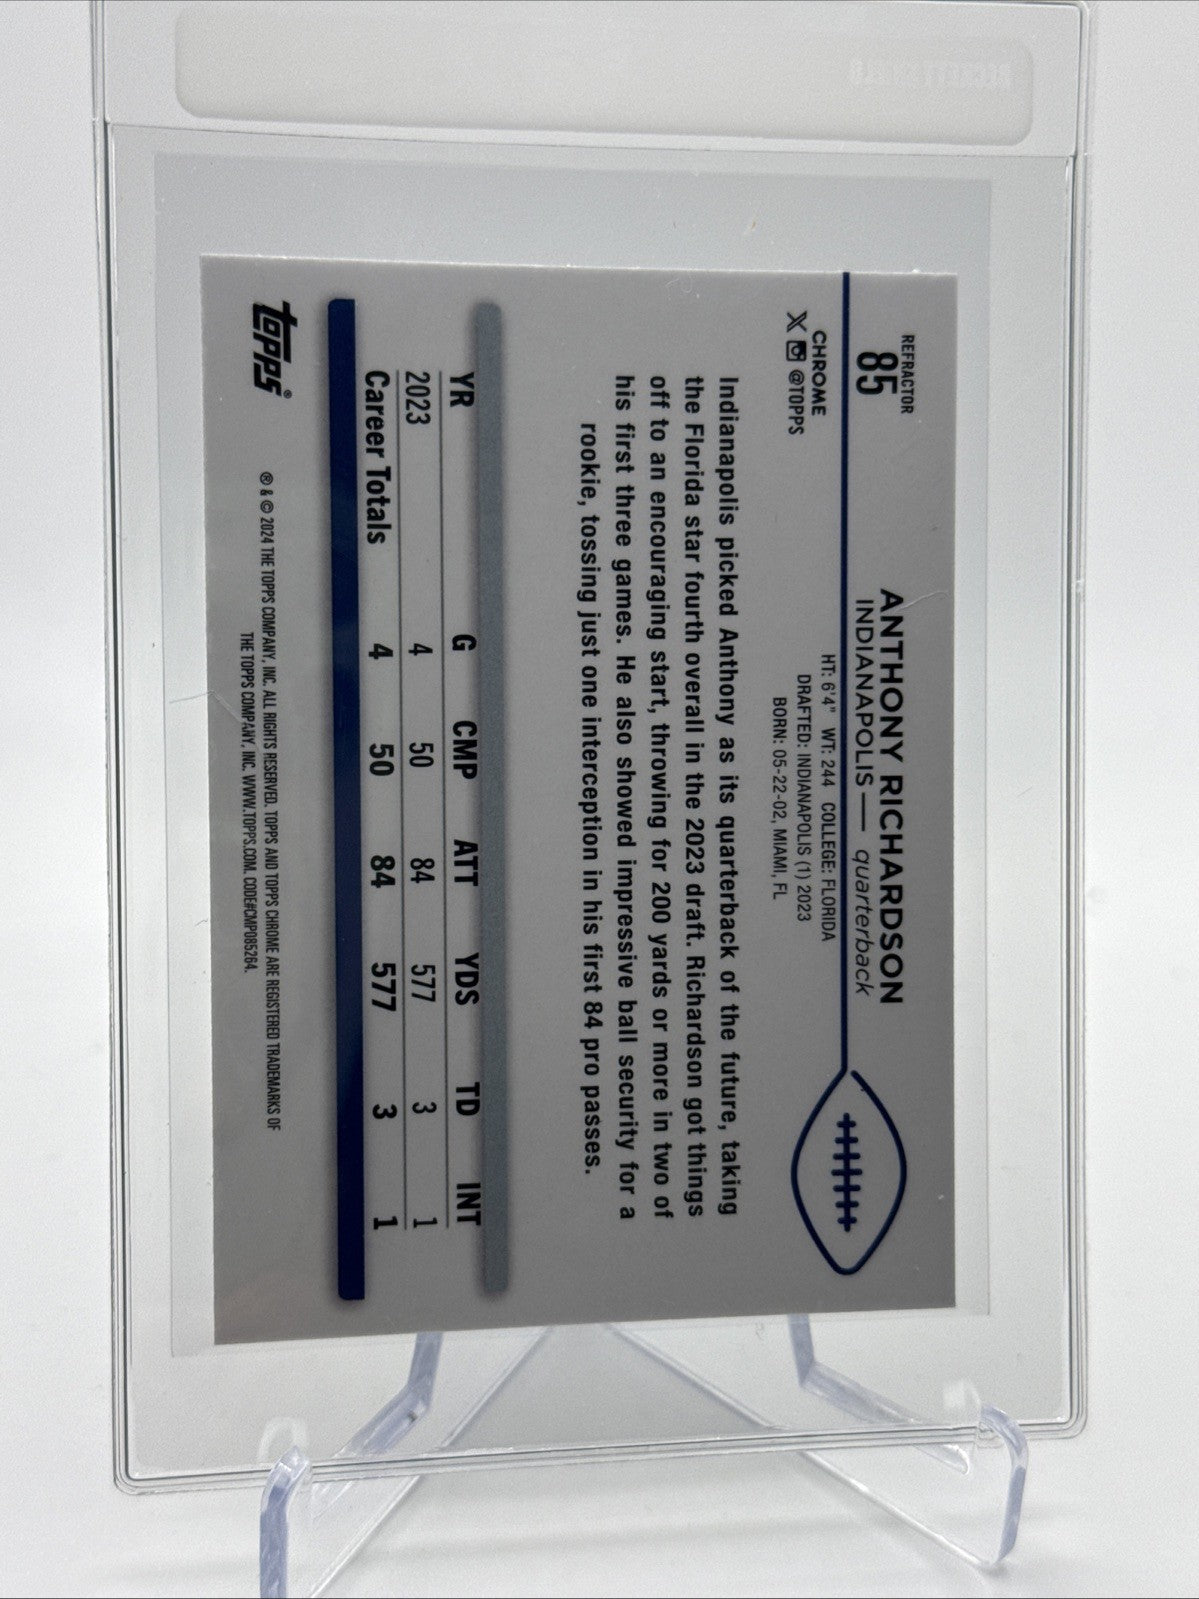 REFRACTOR
85
ANTHONY RICHARDSON
INDIANAPOLIS — quarterback
CHROME
@TOPPS
HT: 6'4" WT: 244 COLLEGE: FLORIDA
DRAFTED: INDIANAPOLIS (1) 2023
BORN: 05-22-02, MIAMI, FL
Indianapolis picked Anthony as its quarterback of the future, taking
the Florida star fourth overall in the 2023 draft. Richardson got things
off to an encouraging start, throwing for 200 yards or more in two of
his first three games. He also showed impressive ball security for a
rookie, tossing just one interception in his first 84 pro passes.
YR G CMP ATT YDS TD INT
2023 4 50 84 577 3 1
Career Totals 4 50 84 577 3 1
topps®
® & © 2024 THE TOPPS COMPANY, INC. ALL RIGHTS RESERVED. TOPPS AND TOPPS CHROME ARE REGISTERED TRADEMARKS OF
THE TOPPS COMPANY, INC. WWW.TOPPS.COM. CODE#CMP085264.